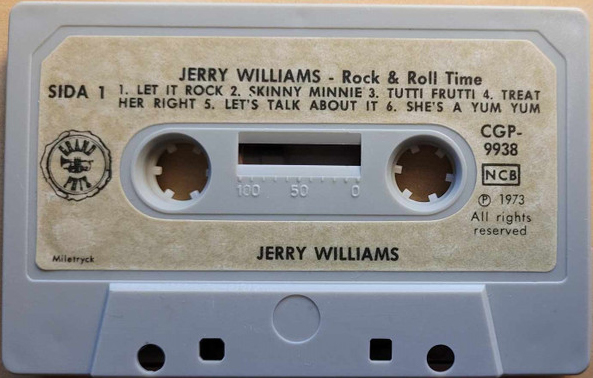 JERRY WILLIAMS - Rock & Roll Time
SIDA 1
1. LET IT ROCK 2. SKINNY MINNIE 3. TUTTI FRUTTI 4. TREAT
HER RIGHT 5. LET'S TALK ABOUT IT 6. SHE'S A YUM YUM
GRAND
PRIX
CGP-
9938
NCB
100 50 0
Ⓟ 1973
All rights
reserved
Miletryck
JERRY WILLIAMS